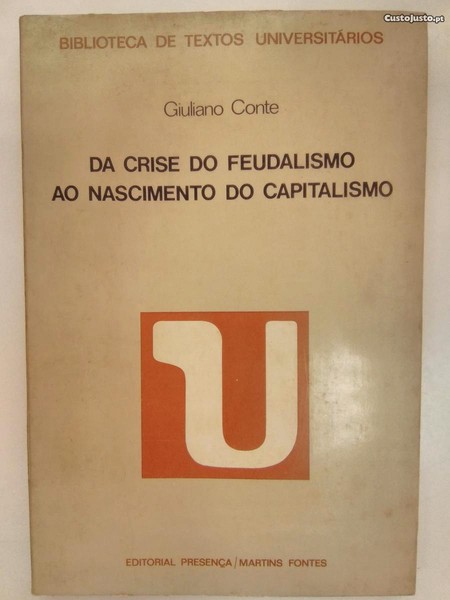 CustoJusto.pt
BIBLIOTECA DE TEXTOS UNIVERSITÁRIOS
Giuliano Conte
DA CRISE DO FEUDALISMO
AO NASCIMENTO DO CAPITALISMO
U
EDITORIAL PRESENÇA/MARTINS FONTES